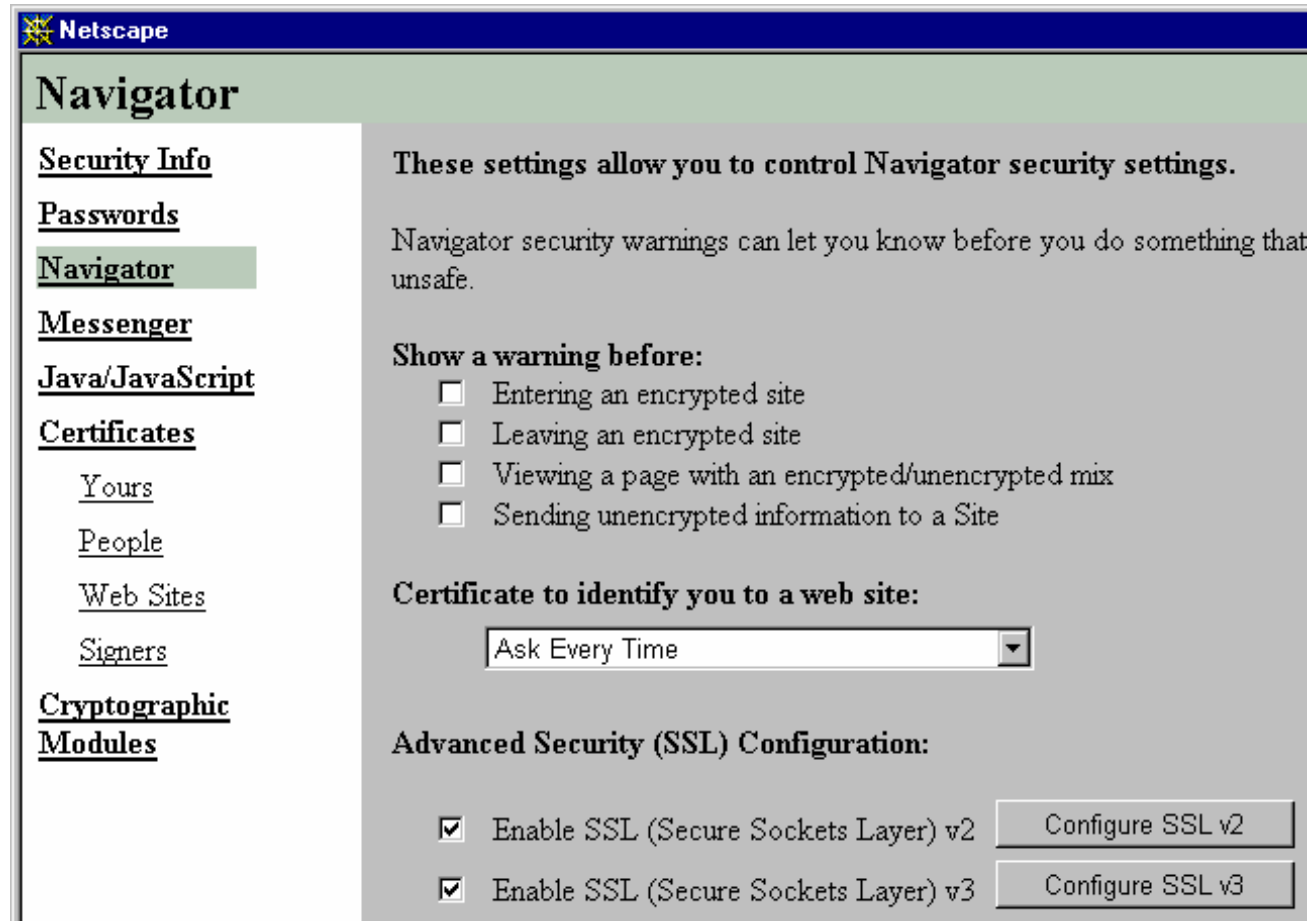 Netscape
Navigator
Security Info
Passwords
Navigator
Messenger
Java/JavaScript
Certificates
Yours
People
Web Sites
Signers
Cryptographic
Modules
These settings allow you to control Navigator security settings.
Navigator security warnings can let you know before you do something that
unsafe.
Show a warning before:
Entering an encrypted site
Leaving an encrypted site
Viewing a page with an encrypted/unencrypted mix
Sending unencrypted information to a Site
Certificate to identify you to a web site:
Ask Every Time
Advanced Security (SSL) Configuration:
Enable SSL (Secure Sockets Layer) v2 Configure SSL v2
Enable SSL (Secure Sockets Layer) v3 Configure SSL v3